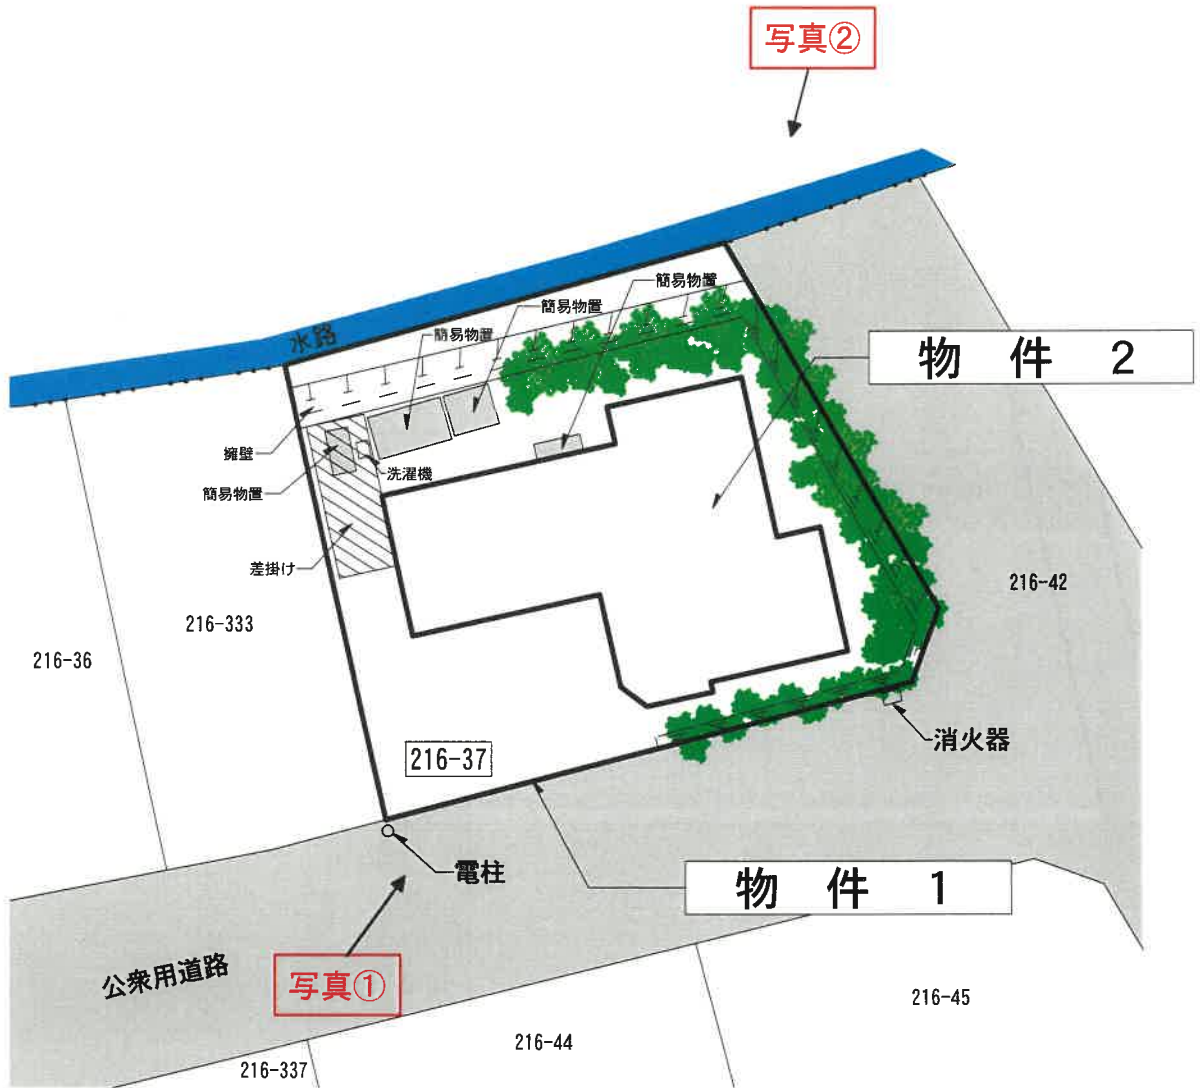 写真②
水路
簡易物置
簡易物置
簡易物置
物件 2
擁壁
洗濯機
簡易物置
差掛け
216-42
216-333
216-36
消火器
216-37
電柱
物件 1
公衆用道路
写真①
216-45
216-44
216-337